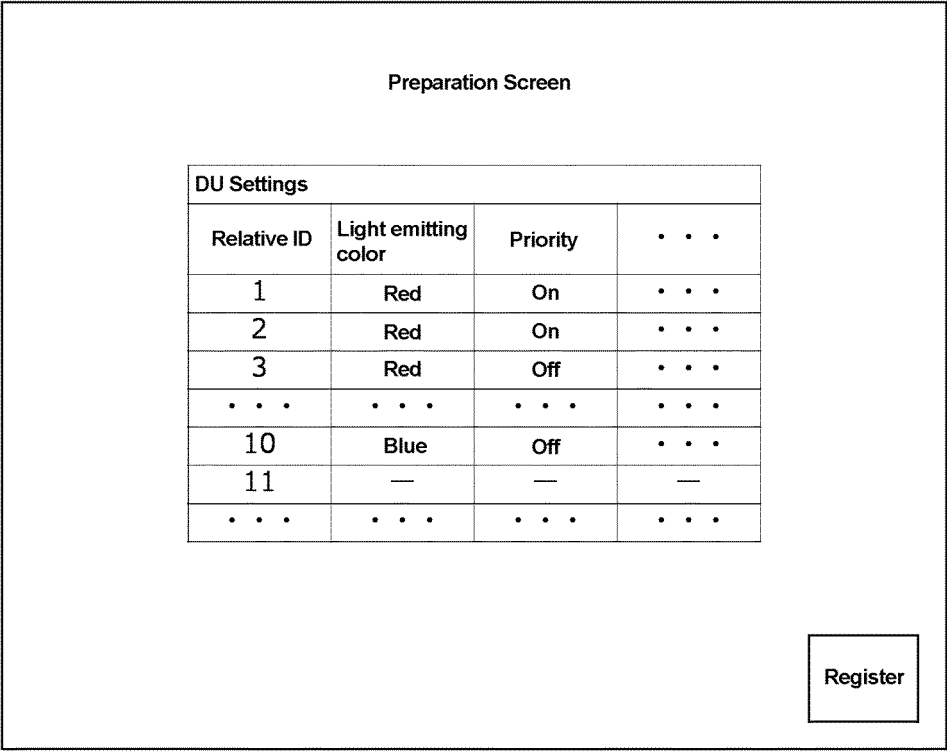 Preparation Screen
DU Settings
Relative ID Light emitting color Priority • • •
1 Red On • • •
2 Red On • • •
3 Red Off • • •
• • • • • • • • • • • •
10 Blue Off • • •
11 — — —
• • • • • • • • • • • •
Register